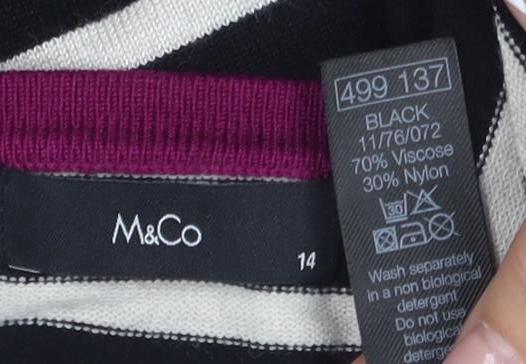 M&Co
14
499 137
BLACK
11/76/072
70% Viscose
30% Nylon
30
Wash separately
in a non biological
detergent
Do not use
biological